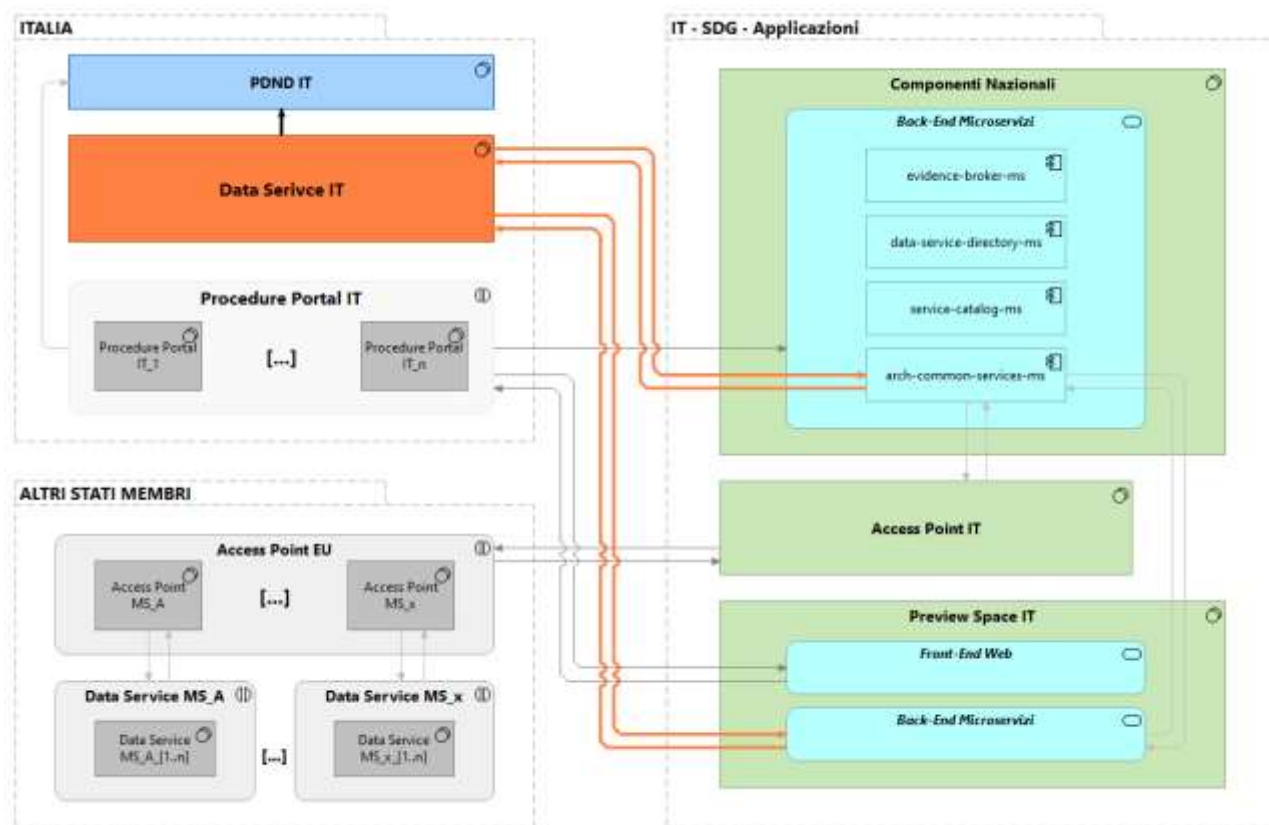 ITALIA
PDND IT
Data Serivce IT
Procedure Portal IT
Procedure Portal
IT_1
[...]
Procedure Portal
IT_n
ALTRI STATI MEMBRI
Access Point EU
Access Point
MS_A
[...]
Access Point
MS_x
Data Service MS_A
Data Service
MS_A_[1..n]
[...]
Data Service MS_x
Data Service
MS_x_[1..n]
IT - SDG - Applicazioni
Componenti Nazionali
Back-End Microservizi
evidence-broker-ms
data-service-directory-ms
service-catalog-ms
arch-common-services-ms
Access Point IT
Preview Space IT
Front-End Web
Back-End Microservizi